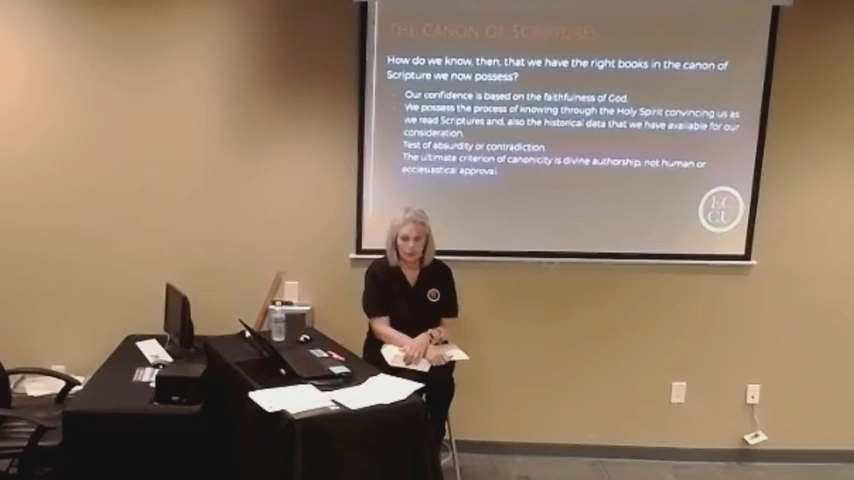 THE CANON OF SCRIPTURES
How do we know, then, that we have the right books in the canon of
Scripture we now possess?
Our confidence is based on the faithfulness of God.
We possess the process of knowing through the Holy Spirit convincing us as
we read Scriptures and, also the historical data that we have available for our
consideration.
Test of absurdity or contradiction.
The ultimate criterion of canonicity is divine authorship, not human or
ecclesiastical approval.
EC
CU